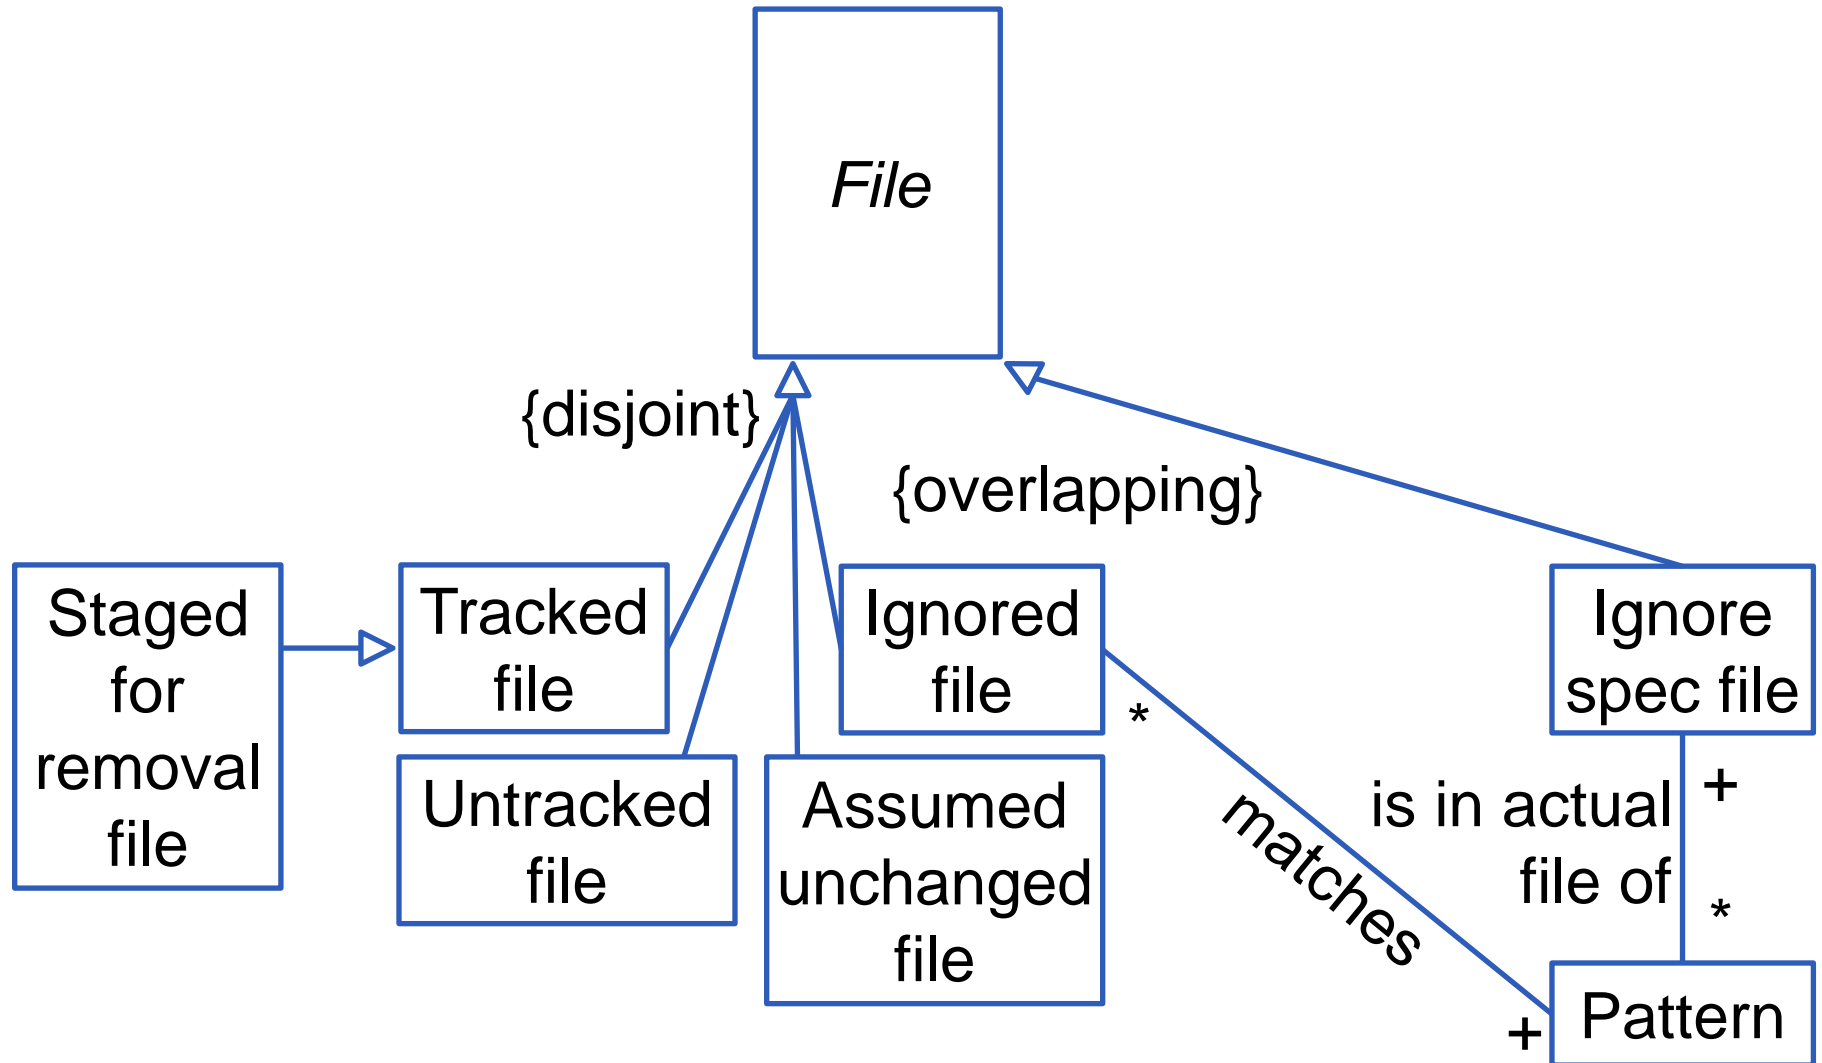 File
{disjoint}
{overlapping}
Staged
for
removal
file
Tracked
file
Ignored
file
Ignore
spec file
*
Untracked
file
Assumed
unchanged
file
matches
is in actual
file of
+
*
+
Pattern